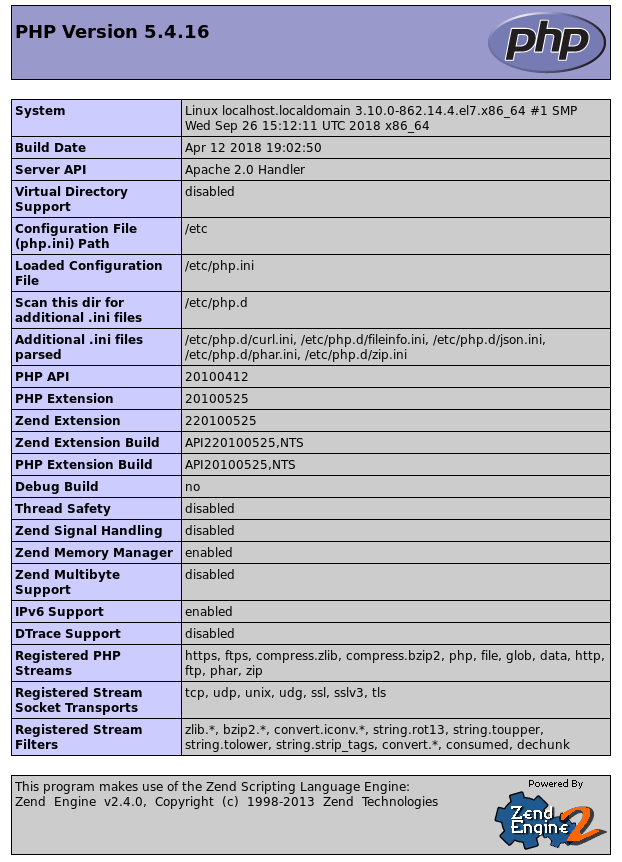 PHP Version 5.4.16
php
System
Linux localhost.localdomain 3.10.0-862.14.4.el7.x86_64 #1 SMP
Wed Sep 26 15:12:11 UTC 2018 x86_64
Build Date
Apr 12 2018 19:02:50
Server API
Apache 2.0 Handler
Virtual Directory
Support
disabled
Configuration File
(php.ini) Path
/etc
Loaded Configuration
File
/etc/php.ini
Scan this dir for
additional .ini files
/etc/php.d
Additional .ini files
parsed
/etc/php.d/curl.ini, /etc/php.d/fileinfo.ini, /etc/php.d/json.ini,
/etc/php.d/phar.ini, /etc/php.d/zip.ini
PHP API
20100412
PHP Extension
20100525
Zend Extension
220100525
Zend Extension Build
API220100525,NTS
PHP Extension Build
API20100525,NTS
Debug Build
no
Thread Safety
disabled
Zend Signal Handling
disabled
Zend Memory Manager
enabled
Zend Multibyte
Support
disabled
IPv6 Support
enabled
DTrace Support
disabled
Registered PHP
Streams
https, ftps, compress.zlib, compress.bzip2, php, file, glob, data, http,
ftp, phar, zip
Registered Stream
Socket Transports
tcp, udp, unix, udg, ssl, sslv3, tls
Registered Stream
Filters
zlib.*, bzip2.*, convert.iconv.*, string.rot13, string.toupper,
string.tolower, string.strip_tags, convert.*, consumed, dechunk
This program makes use of the Zend Scripting Language Engine:
Zend Engine v2.4.0, Copyright (c) 1998-2013 Zend Technologies
Powered By
Zend
Engine 2